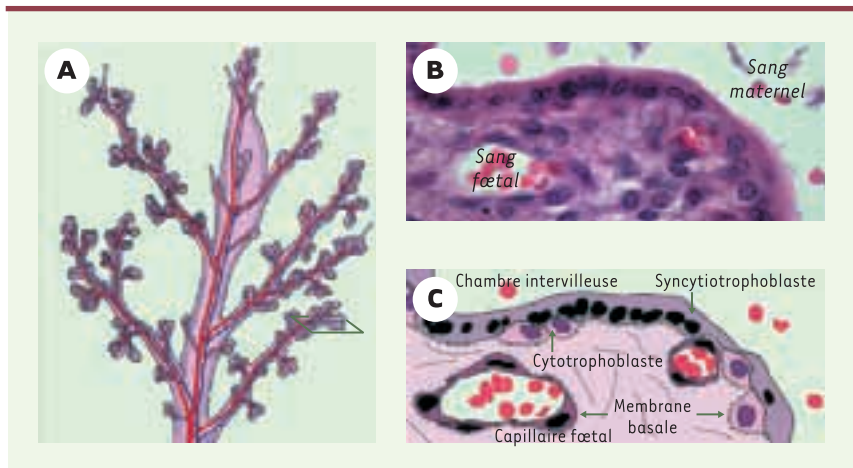 A
B
Sang
maternel
Sang
fœtal
C
Chambre intervilleuse
Syncytiotrophoblaste
Cytotrophoblaste
Membrane
basale
Capillaire fœtal